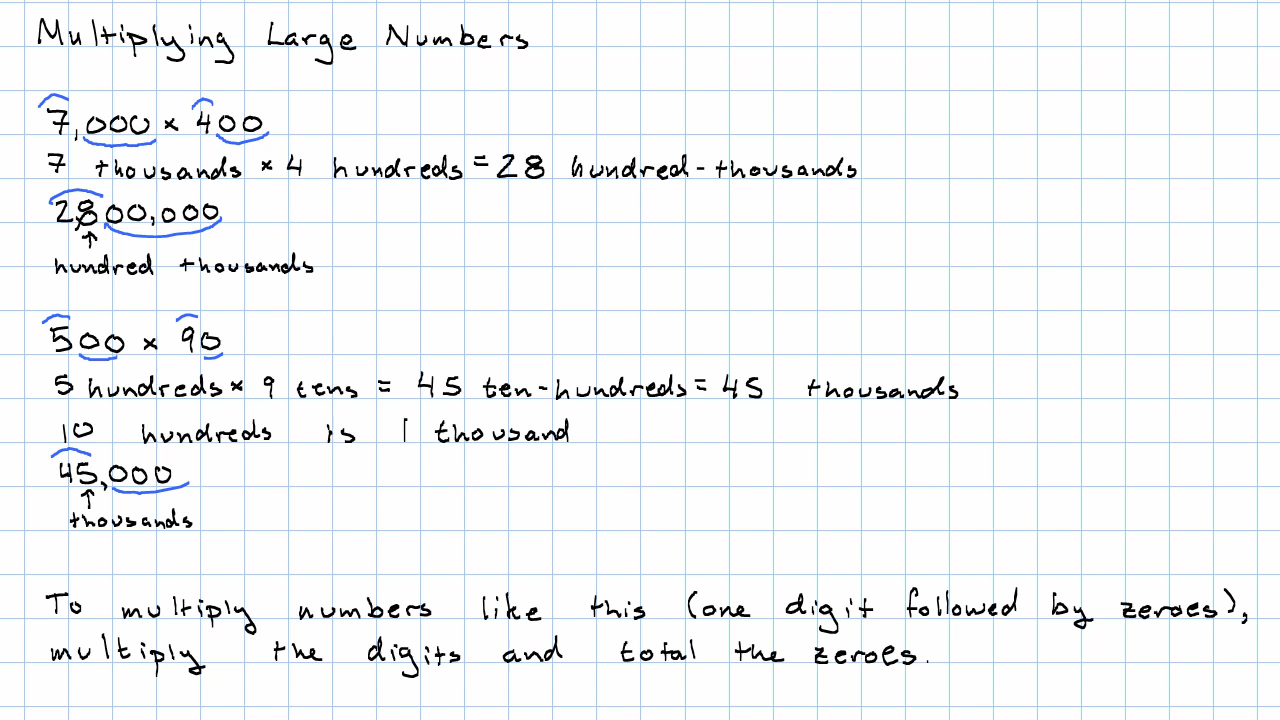 Multiplying Large Numbers
7,000 × 400
7 thousands × 4 hundreds = 28 hundred-thousands
2,800,000
↑
hundred thousands
500 × 90
5 hundreds × 9 tens = 45 ten-hundreds = 45 thousands
10 hundreds is 1 thousand
45,000
↑
thousands
To multiply numbers like this (one digit followed by zeroes),
multiply the digits and total the zeroes.